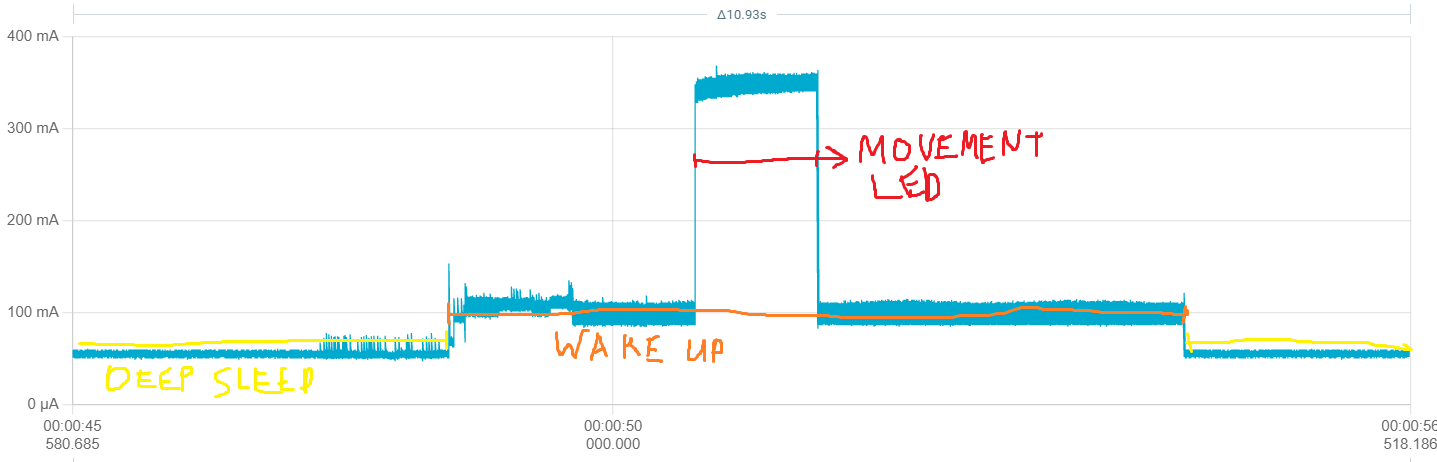 Δ10.93s
400 mA
300 mA
MOVEMENT
LED
200 mA
100 mA
WAKE UP
DEEP SLEEP
0 µA
00:00:45 00:00:50 00:00:56
580.685 000.000 518.186